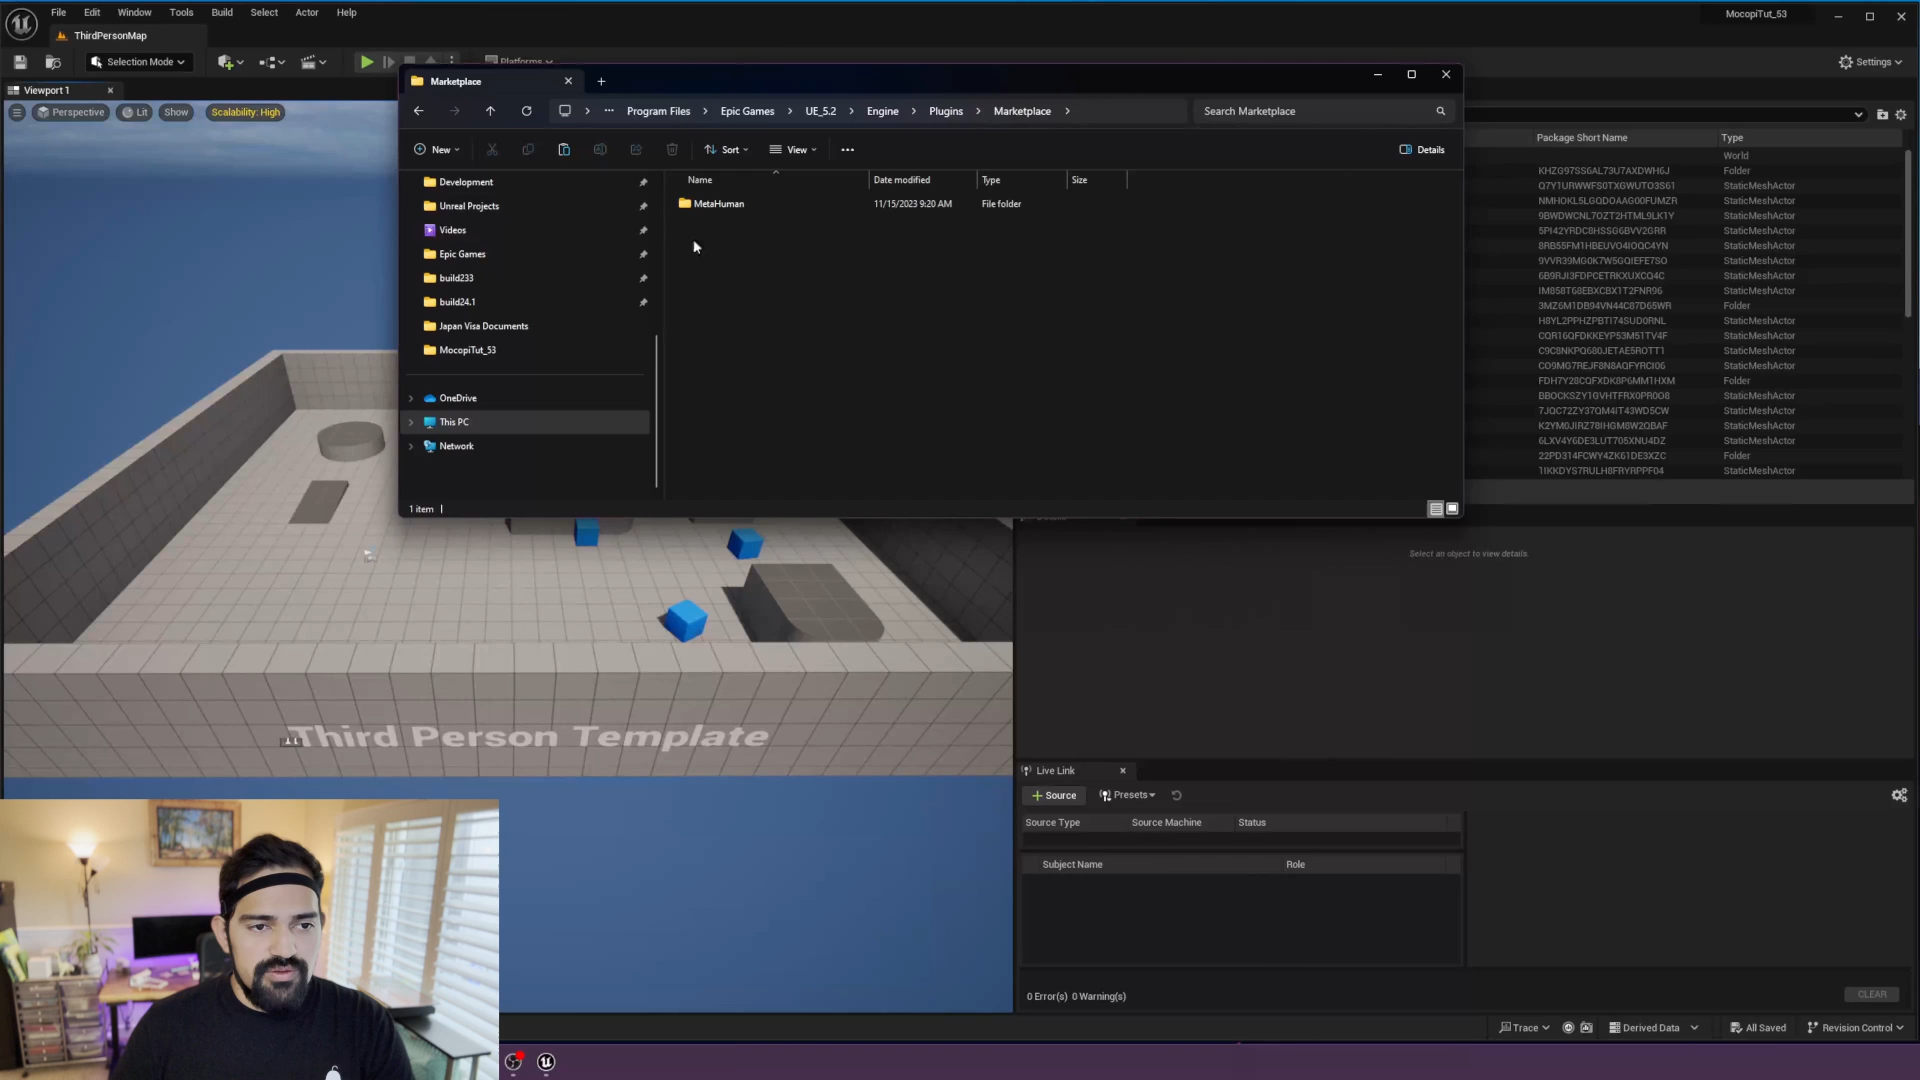 File Edit Window Tools Build Select Actor Help
MocopiTut_53
ThirdPersonMap
Selection Mode
Platforms
Settings
Viewport 1
Perspective Lit Show Scalability: High
Marketplace
Program Files > Epic Games > UE_5.2 > Engine > Plugins > Marketplace >
Search Marketplace
New Sort View Details
Development
Unreal Projects
Videos
Epic Games
build233
build24.1
Japan Visa Documents
MocopiTut_53
OneDrive
This PC
Network
Name Date modified Type Size
MetaHuman 11/15/2023 9:20 AM File folder
1 item
Package Short Name Type
World
KHZG97SS6AL73U7AXDWH6J Folder
Q7Y1URWWFS0TXGWUTO3S61 StaticMeshActor
NMHOKL5LGQDOAAG00FUMZR StaticMeshActor
9BWDWCNL7OZT2HTML9LK1Y StaticMeshActor
5PI42YRDC8HSSG6BVV2GRR StaticMeshActor
8RB55FM1HBEUVO4IOQC4YN StaticMeshActor
9VVR39MG0K7W5GQIEFE7SO StaticMeshActor
6B9RJI3FDPCETRKXUXCQ4C StaticMeshActor
IM858T68EBXCBX1T2FNR96 StaticMeshActor
3MZ6M1DB94VN44C87D65WR Folder
H8YL2PPHZPBTI74SUD0RNL StaticMeshActor
CQR16QFDKKEYP53M51TV4F StaticMeshActor
C9C8NKPQ680JETAE5ROTT1 StaticMeshActor
CO9MG7REJF8N8AQFYRCI06 StaticMeshActor
FDH7Y28CQFXDK8P6MM1HXM Folder
BBOCKSZY1GVHTFRX0PR0O8 StaticMeshActor
7JQC72ZY37QM4IT43WD5CW StaticMeshActor
K2YM0JIRZ78IHGM8W2QBAF StaticMeshActor
6LXV4Y6DE3LUT705XNU4DZ StaticMeshActor
22PD314FCWY4ZK61DE3XZC Folder
1IKKDYS7RULH8FRYRPPF04 StaticMeshActor
Select an object to view details
Third Person Template
Live Link
Source Presets
Source Type Source Machine Status
Subject Name Role
0 Error(s) 0 Warning(s)
CLEAR
Trace Derived Data All Saved Revision Control